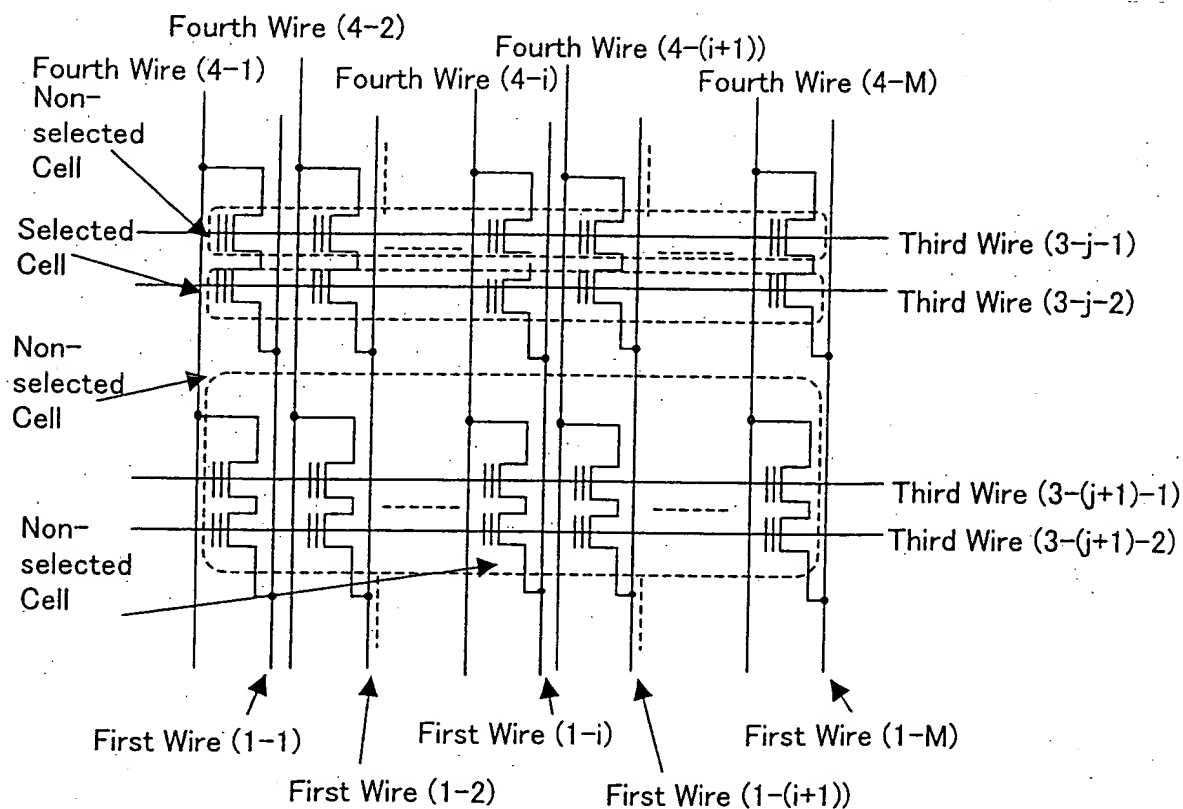 Fourth Wire (4-2)
Fourth Wire (4-(i+1))
Fourth Wire (4-1)
Fourth Wire (4-i)
Fourth Wire (4-M)
Non-
selected
Cell
Selected
Cell
Third Wire (3-j-1)
Third Wire (3-j-2)
Non-
selected
Cell
Third Wire (3-(j+1)-1)
Non-
selected
Cell
Third Wire (3-(j+1)-2)
First Wire (1-1)
First Wire (1-i)
First Wire (1-M)
First Wire (1-2)
First Wire (1-(i+1))